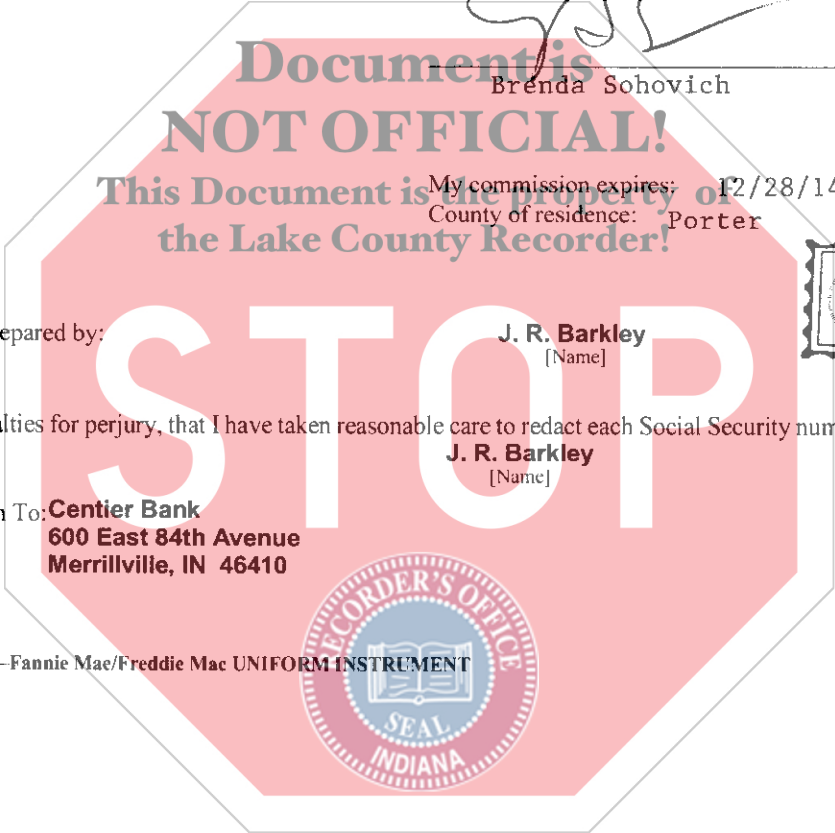 Document is
Brenda Sohovich
NOT OFFICIAL!
This Document is the property of
My commission expires: 12/28/14
County of residence: Porter
the Lake County Recorder!
STOP
epared by:
J. R. Barkley
[Name]
lties for perjury, that I have taken reasonable care to redact each Social Security num
J. R. Barkley
[Name]
n To: Centier Bank
600 East 84th Avenue
Merrillville, IN 46410
RECORDER'S OFFICE
–Fannie Mae/Freddie Mac UNIFORM INSTRUMENT
SEAL
INDIANA